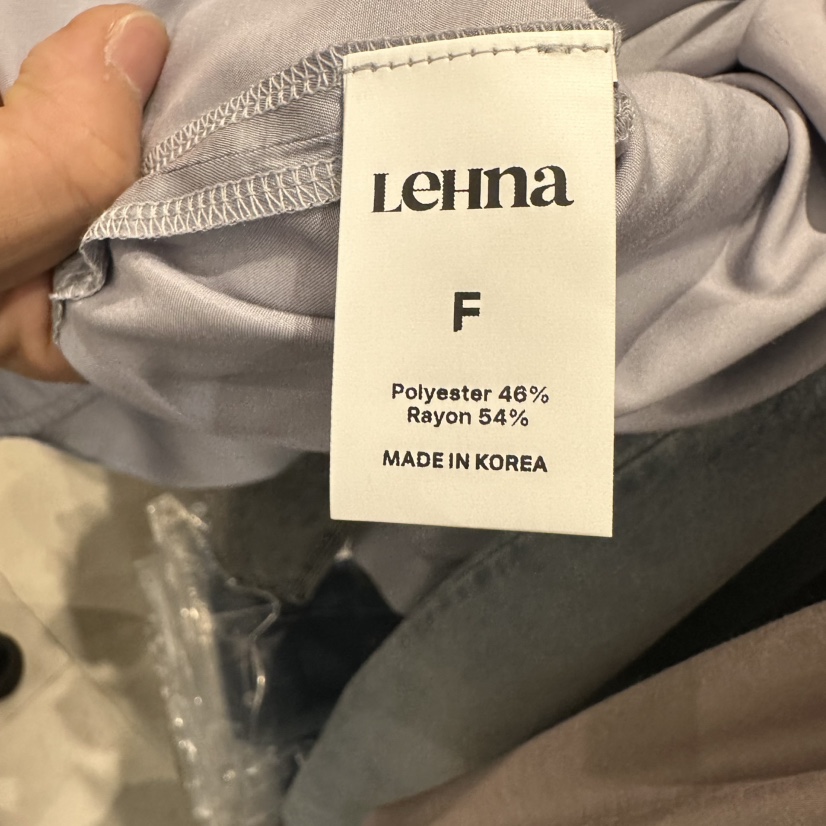 LeHna
F
Polyester 46%
Rayon 54%
MADE IN KOREA